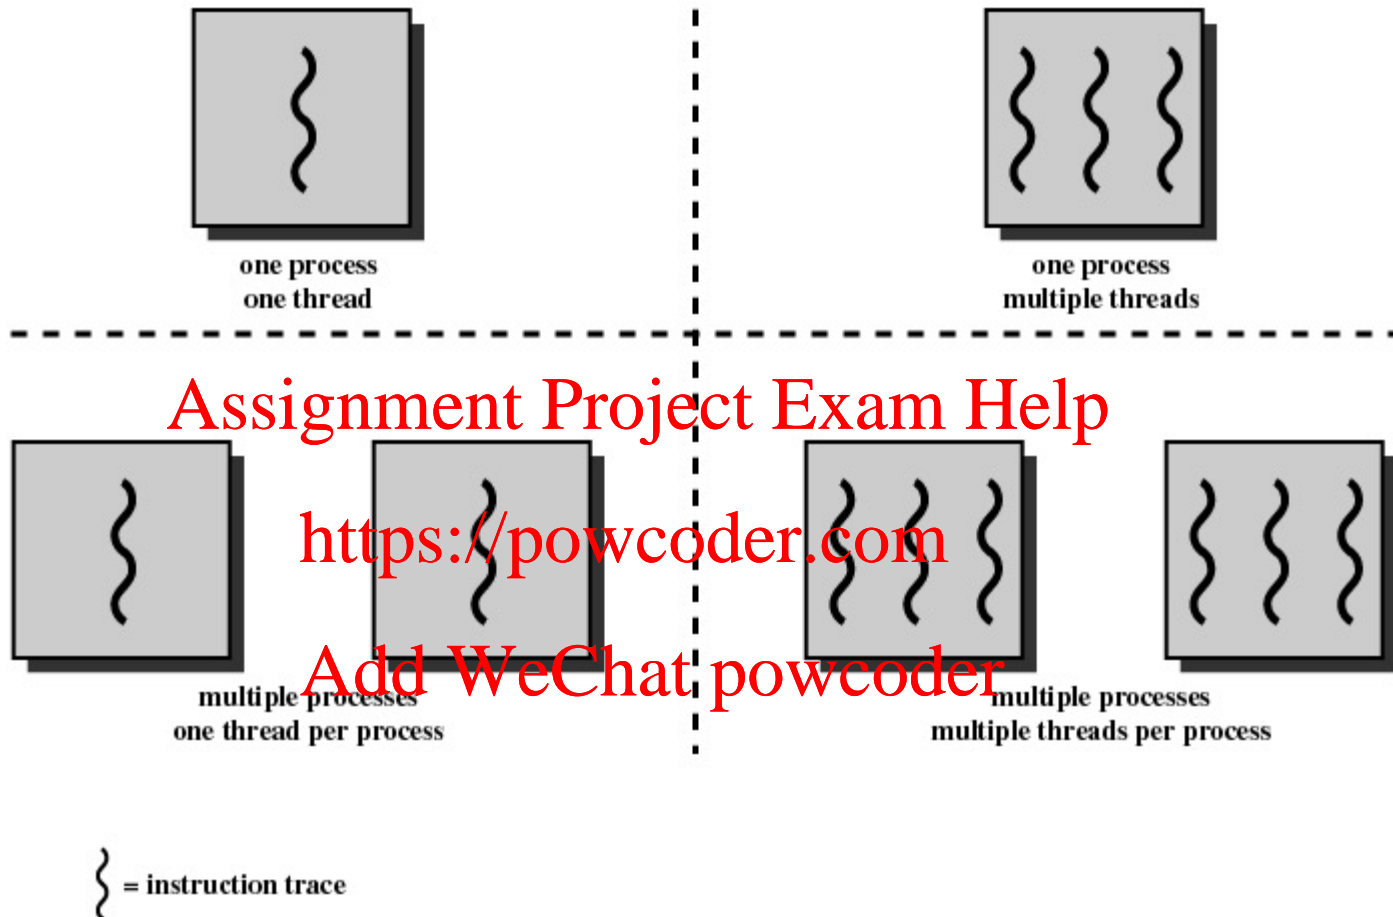 one process
one thread
one process
multiple threads
Assignment Project Exam Help
https://powcoder.com
Add WeChat powcoder
multiple processes
one thread per process
multiple processes
multiple threads per process
= instruction trace